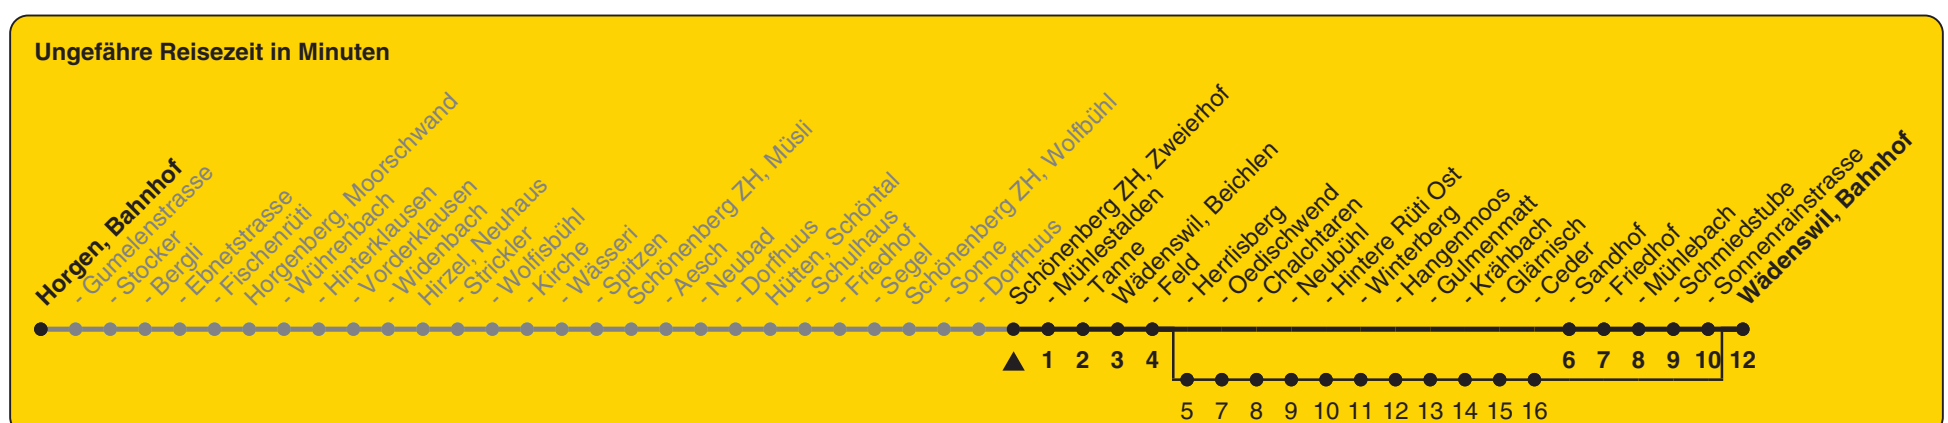 Ungefähre Reisezeit in Minuten
Horgen, Bahnhof
- Gumelenstrasse
- Stocker
- Bergli
- Ebnetstrasse
- Fischenrüti
Horgenberg, Moorschwand
- Wührenbach
- Hinterklausen
- Vorderklausen
- Widenbach
Hirzel, Neuhaus
- Strickler
- Wolfisbühl
- Kirche
- Wässeri
- Spitzen
Schönenberg ZH, Müsli
- Aesch
- Neubad
- Dorfhuus
Hütten, Schöntal
- Schulhaus
- Friedhof
- Segel
Schönenberg ZH, Wolfbühl
- Sonne
- Dorfhuus
Schönenberg ZH, Zweierhof
- Mühlestalden
- Tanne
Wädenswil, Beichlen
- Feld
- Herrlisberg
- Oedischwend
- Chalchtaren
- Neubühl
- Hintere Rüti Ost
- Winterberg
- Hangenmoos
- Gulmenmatt
- Krähbach
- Glärnisch
- Ceder
- Sandhof
- Friedhof
- Mühlebach
- Schmiedstube
- Sonnenrainstrasse
Wädenswil, Bahnhof
1 2 3 4 6 7 8 9 10 12
5 7 8 9 10 11 12 13 14 15 16